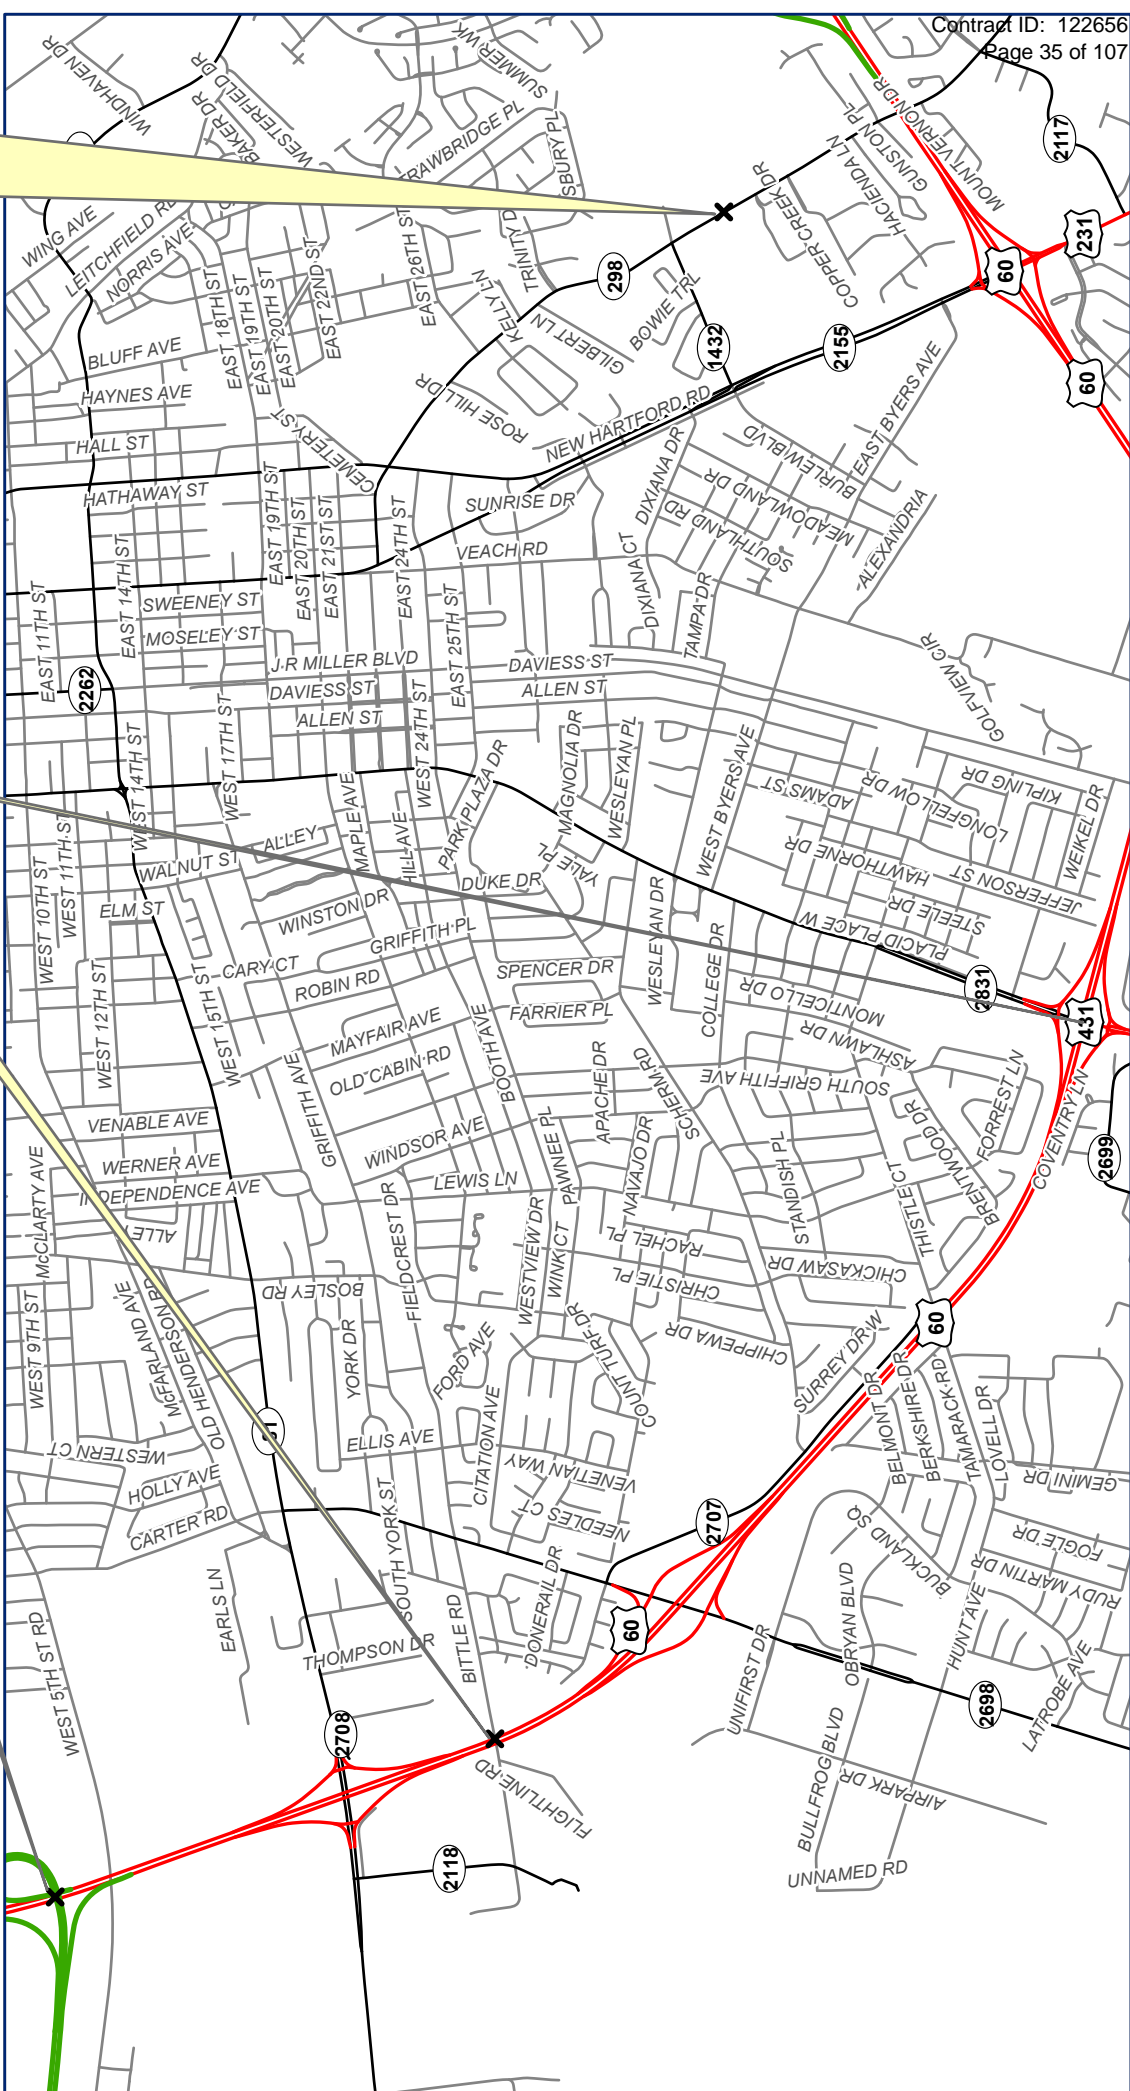 Contract ID: 122656
Page 35 of 107
SUMMER WK
WINDHAVEN DR
WESTERFIELD DR
BAKER DR
SBURY PL
GUNSTON PL
MOUNT VERNON DR
2117
HACIENDA LN
COPPER CREEK DR
WING AVE
LEITCHFIELD RD
NORRIS AVE
EAST 26TH ST
TRINITY D
231
60
298
EAST 18TH ST
EAST 19TH ST
EAST 20TH ST
EAST 22ND ST
KELLY LN
GILBERT LN
BOWIE TRL
1432
2155
60
BLUFF AVE
HAYNES AVE
HALL ST
HATHAWAY ST
CEMETERY ST
ROSE HILL DR
NEW HARTFORD RD
EAST BYERS AVE
BURLEW BLVD
MEADOWLAND DR
SOUTHLAND RD
DIXIANA DR
ALEXANDRIA
SUNRISE DR
EAST 19TH ST
EAST 20TH ST
EAST 21ST ST
EAST 24TH ST
VEACH RD
EAST 14TH ST
EAST 11TH ST
SWEENEY ST
MOSELEY ST
EAST 25TH ST
DIXIANA CT
TAMPA DR
J R MILLER BLVD
DAVIESS ST
ALLEN ST
DAVIESS ST
ALLEN ST
2262
GOLFVIEW CIR
WEST 14TH ST
WEST 17TH ST
WEST 24TH ST
PARK PLAZA DR
MAGNOLIA DR
WESLEYAN PL
WEST BYERS AVE
ADAMS ST
LONGFELLOW DR
KIPLING DR
WEIKEL DR
WEST 10TH ST
WEST 11TH ST
WALNUT ST
ALLEY
MAPLE AVE
HILL AVE
YALE PL
DUKE DR
HAWTHORNE DR
JEFFERSON ST
STEELE DR
PLACID PLACE W
ELM ST
WINSTON DR
GRIFFITH PL
WESLEYAN DR
COLLEGE DR
SPENCER DR
FARRIER PL
MONTICELLO DR
2831
431
WEST 12TH ST
WEST 15TH ST
CARY CT
ROBIN RD
MAYFAIR AVE
OLD CABIN RD
BOOTH AVE
APACHE DR
SCHERM RD
SOUTH GRIFFITH AVE
ASHLAWN DR
FORREST LN
COVENTRY LN
2699
VENABLE AVE
WERNER AVE
McCLARTY AVE
ALLEY
GRIFFITH AVE
WINDSOR AVE
LEWIS LN
PAWNEE PL
NAVAJO DR
STANDISH PL
THISTLE CT
BRENTWOOD DR
FIELDCREST DR
WESTVIEW DR
WINK CT
RACHEL PL
CHRISTIE PL
CHICKASAW DR
CHIPPEWA DR
WEST 9TH ST
McFARLAND AVE
OLD HENDERSON RD
BOSLEY RD
YORK DR
FORD AVE
COUNT TURF DR
SURREY DR W
60
WESTERN CT
HOLLY AVE
CARTER RD
ELLIS AVE
CITATION AVE
VENETIAN WAY
NEEDLES CT
BELMONT DR
BERKSHIRE DR
TAMARACK RD
LOVELL DR
GEMINI DR
2707
BUCKLAND SQ
FOGLE DR
RUDY MARTIN DR
WEST 5TH ST RD
EARLS LN
THOMPSON DR
SOUTH YORK ST
BITTLE RD
DONERAIL DR
60
UNIFIRST DR
OBRYAN BLVD
HUNT AVE
LATROBE AVE
2698
2708
FLIGHTLINE RD
BULLFROG BLVD
AIRPARK DR
2118
UNNAMED RD